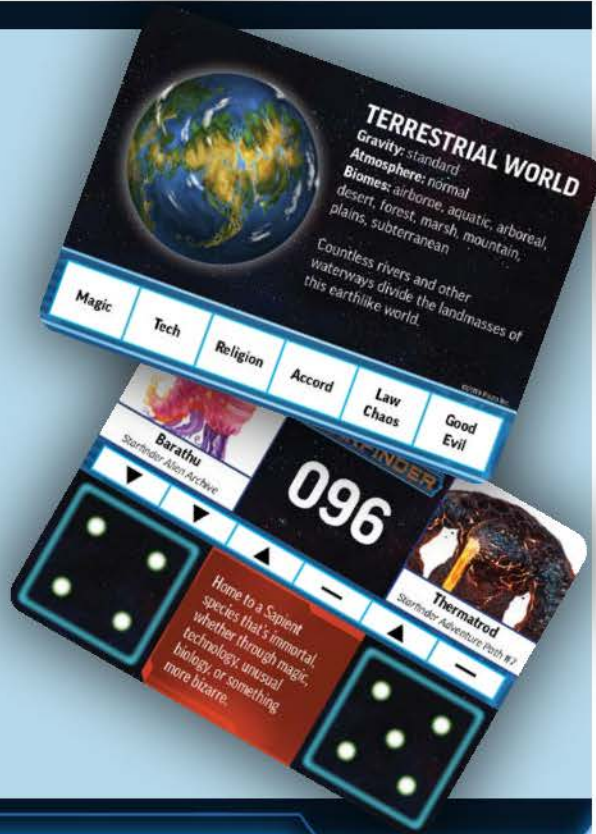 TERRESTRIAL WORLD
Gravity: standard
Atmosphere: normal
Biomes: airborne, aquatic, arboreal,
desert, forest, marsh, mountain,
plains, subterranean
Countless rivers and other
waterways divide the landmasses of
this earthlike world.
Magic
Tech
Religion
Accord
Law
Chaos
Good
Evil
Barathu
Starfinder Alien Archive
096
Thermatrod
Starfinder Adventure Path #7
Home to a Sapient
species that's immortal,
whether through magic,
technology, unusual
biology, or something
more bizarre.